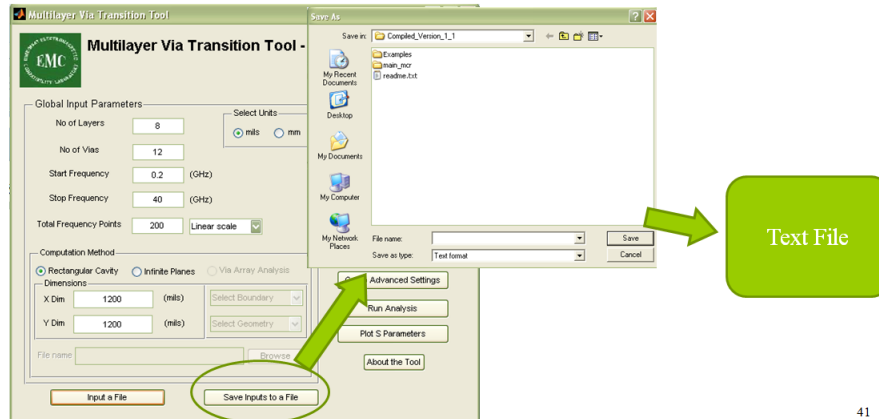 Multilayer Via Transition Tool
EMC
Multilayer Via Transition Tool -
Global Input Parameters
No of Layers 8
Select Units
mils mm
No of Vias 12
Start Frequency 0.2 (GHz)
Stop Frequency 40 (GHz)
Total Frequency Points 200 Linear scale
Computation Method
Rectangular Cavity Infinite Planes Via Array Analysis
Dimensions
X Dim 1200 (mils) Select Boundary
Y Dim 1200 (mils) Select Geometry
File name Browse
Input a File Save Inputs to a File
Advanced Settings
Run Analysis
Plot S Parameters
About the Tool
Save As
Save in: Compiled_Version_1_1
Examples
main_mcr
readme.txt
My Recent
Documents
Desktop
My Documents
My Computer
My Network
Places
File name: Save
Save as type: Text format Cancel
Text File
41